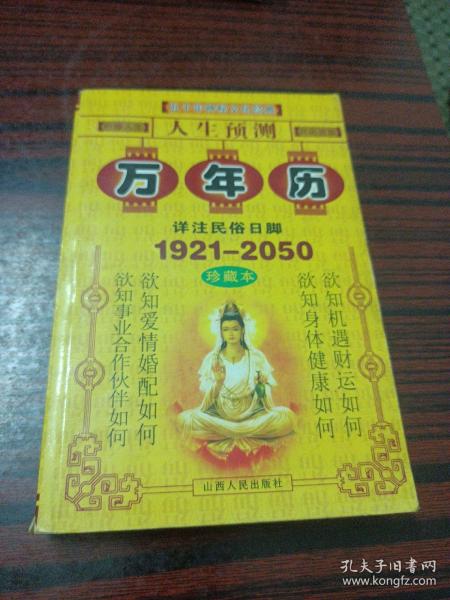 人生预测
万年历
详注民俗日脚
1921-2050
珍藏本
欲知机遇财运如何
欲知身体健康如何
欲知爱情婚配如何
欲知事业合作伙伴如何
山西人民出版社
孔夫子旧书网
www.kongfz.com